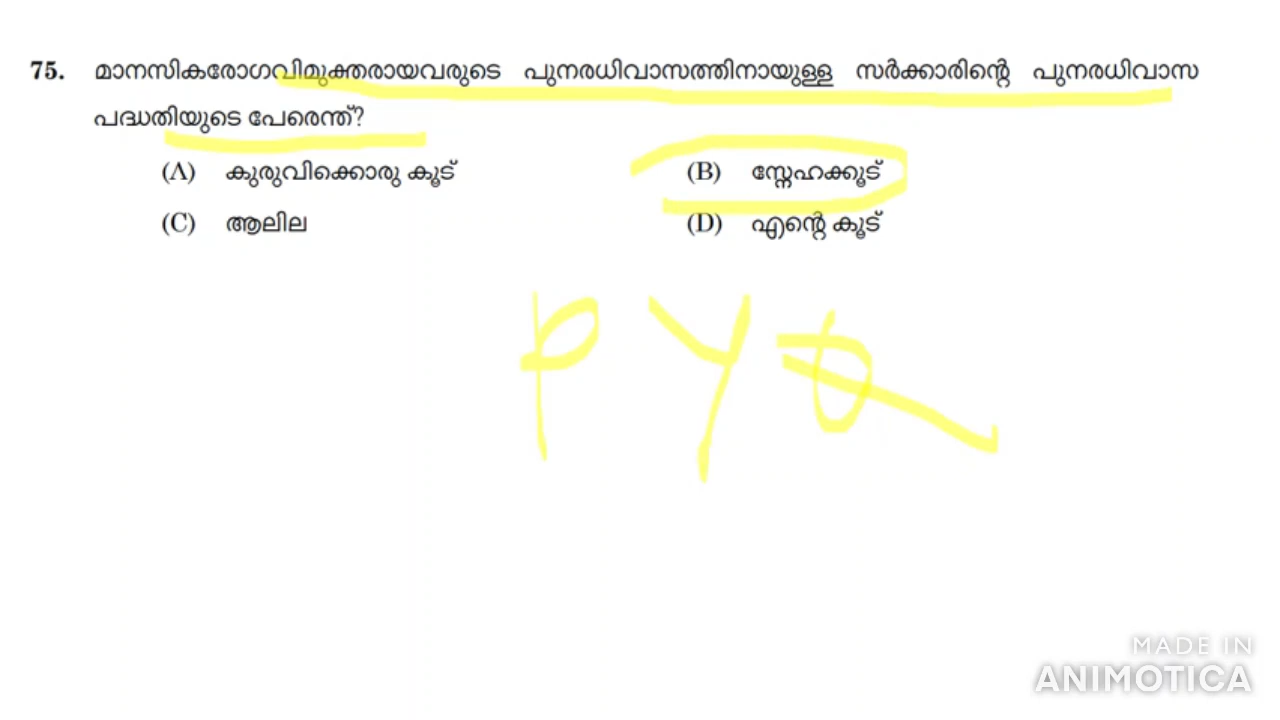 75. മാനസികരോഗവിമുക്തരായവരുടെ പുനരധിവാസത്തിനായുള്ള സർക്കാരിന്റെ പുനരധിവാസ
പദ്ധതിയുടെ പേരെന്ത്?
(A) കുരുവിക്കൊരു കൂട് (B) സ്നേഹക്കൂട്
(C) ആലില (D) എന്റെ കൂട്
PYQ
MADE IN
ANIMOTICA